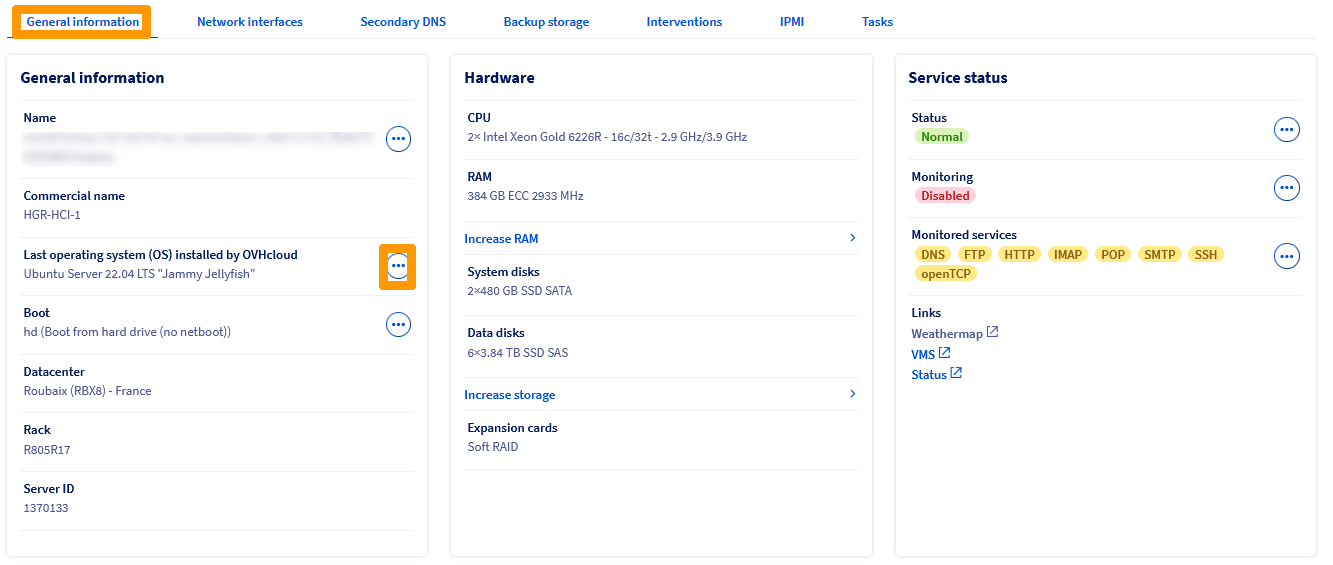 General information
Network interfaces
Secondary DNS
Backup storage
Interventions
IPMI
Tasks
General information
Name
Commercial name
HGR-HCI-1
Last operating system (OS) installed by OVHcloud
Ubuntu Server 22.04 LTS "Jammy Jellyfish"
Boot
hd (Boot from hard drive (no netboot))
Datacenter
Roubaix (RBX8) - France
Rack
R805R17
Server ID
1370133
Hardware
CPU
2× Intel Xeon Gold 6226R - 16c/32t - 2.9 GHz/3.9 GHz
RAM
384 GB ECC 2933 MHz
Increase RAM
System disks
2×480 GB SSD SATA
Data disks
6×3.84 TB SSD SAS
Increase storage
Expansion cards
Soft RAID
Service status
Status
Normal
Monitoring
Disabled
Monitored services
DNS FTP HTTP IMAP POP SMTP SSH
openTCP
Links
Weathermap
VMS
Status